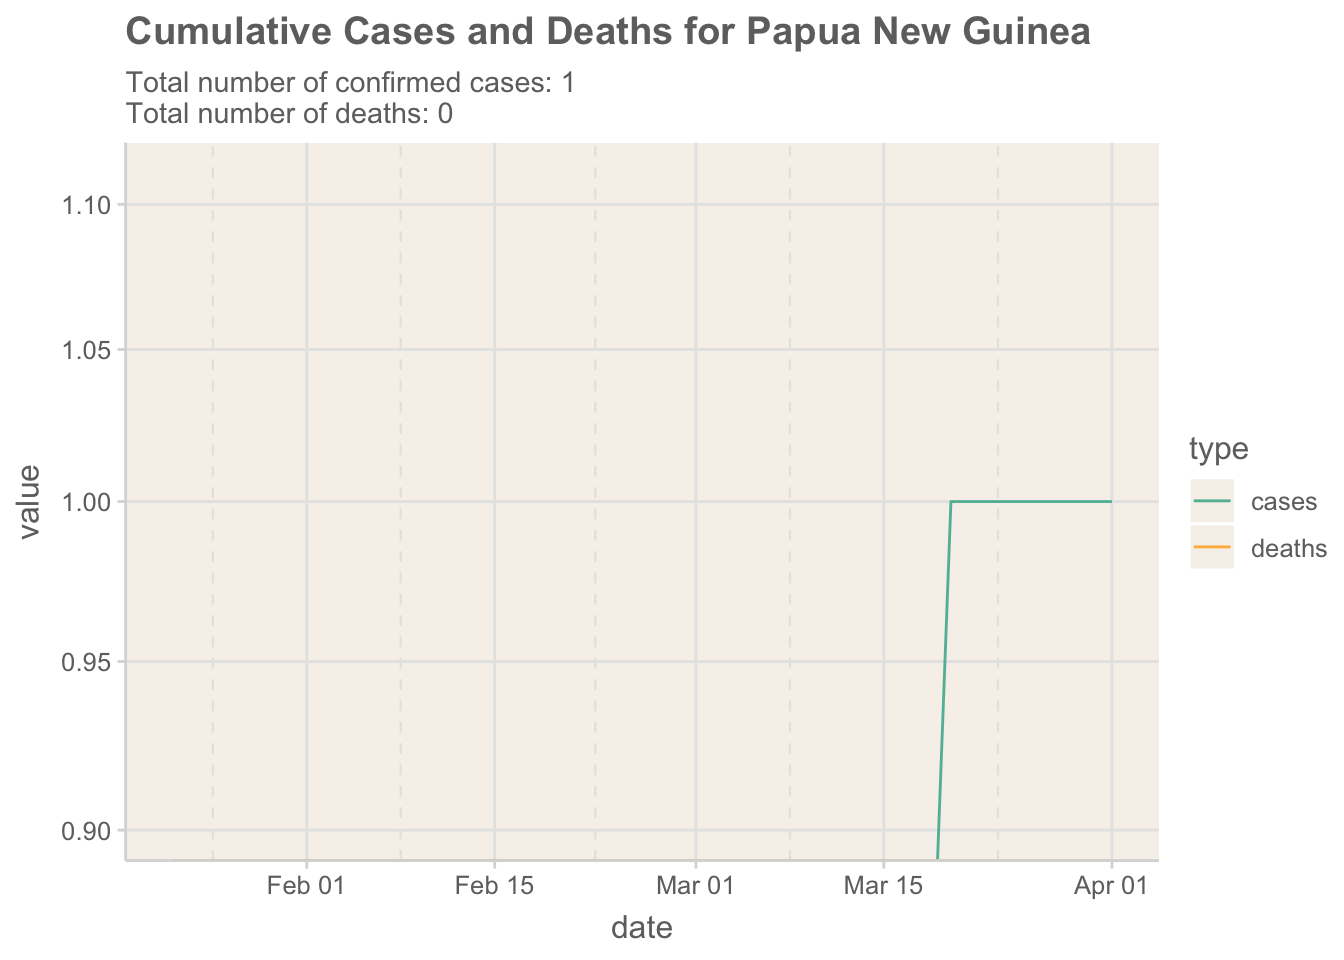 Cumulative Cases and Deaths for Papua New Guinea
Total number of confirmed cases: 1
Total number of deaths: 0
1.10
1.05
1.00
0.95
0.90
value
Feb 01
Feb 15
Mar 01
Mar 15
Apr 01
date
type
cases
deaths